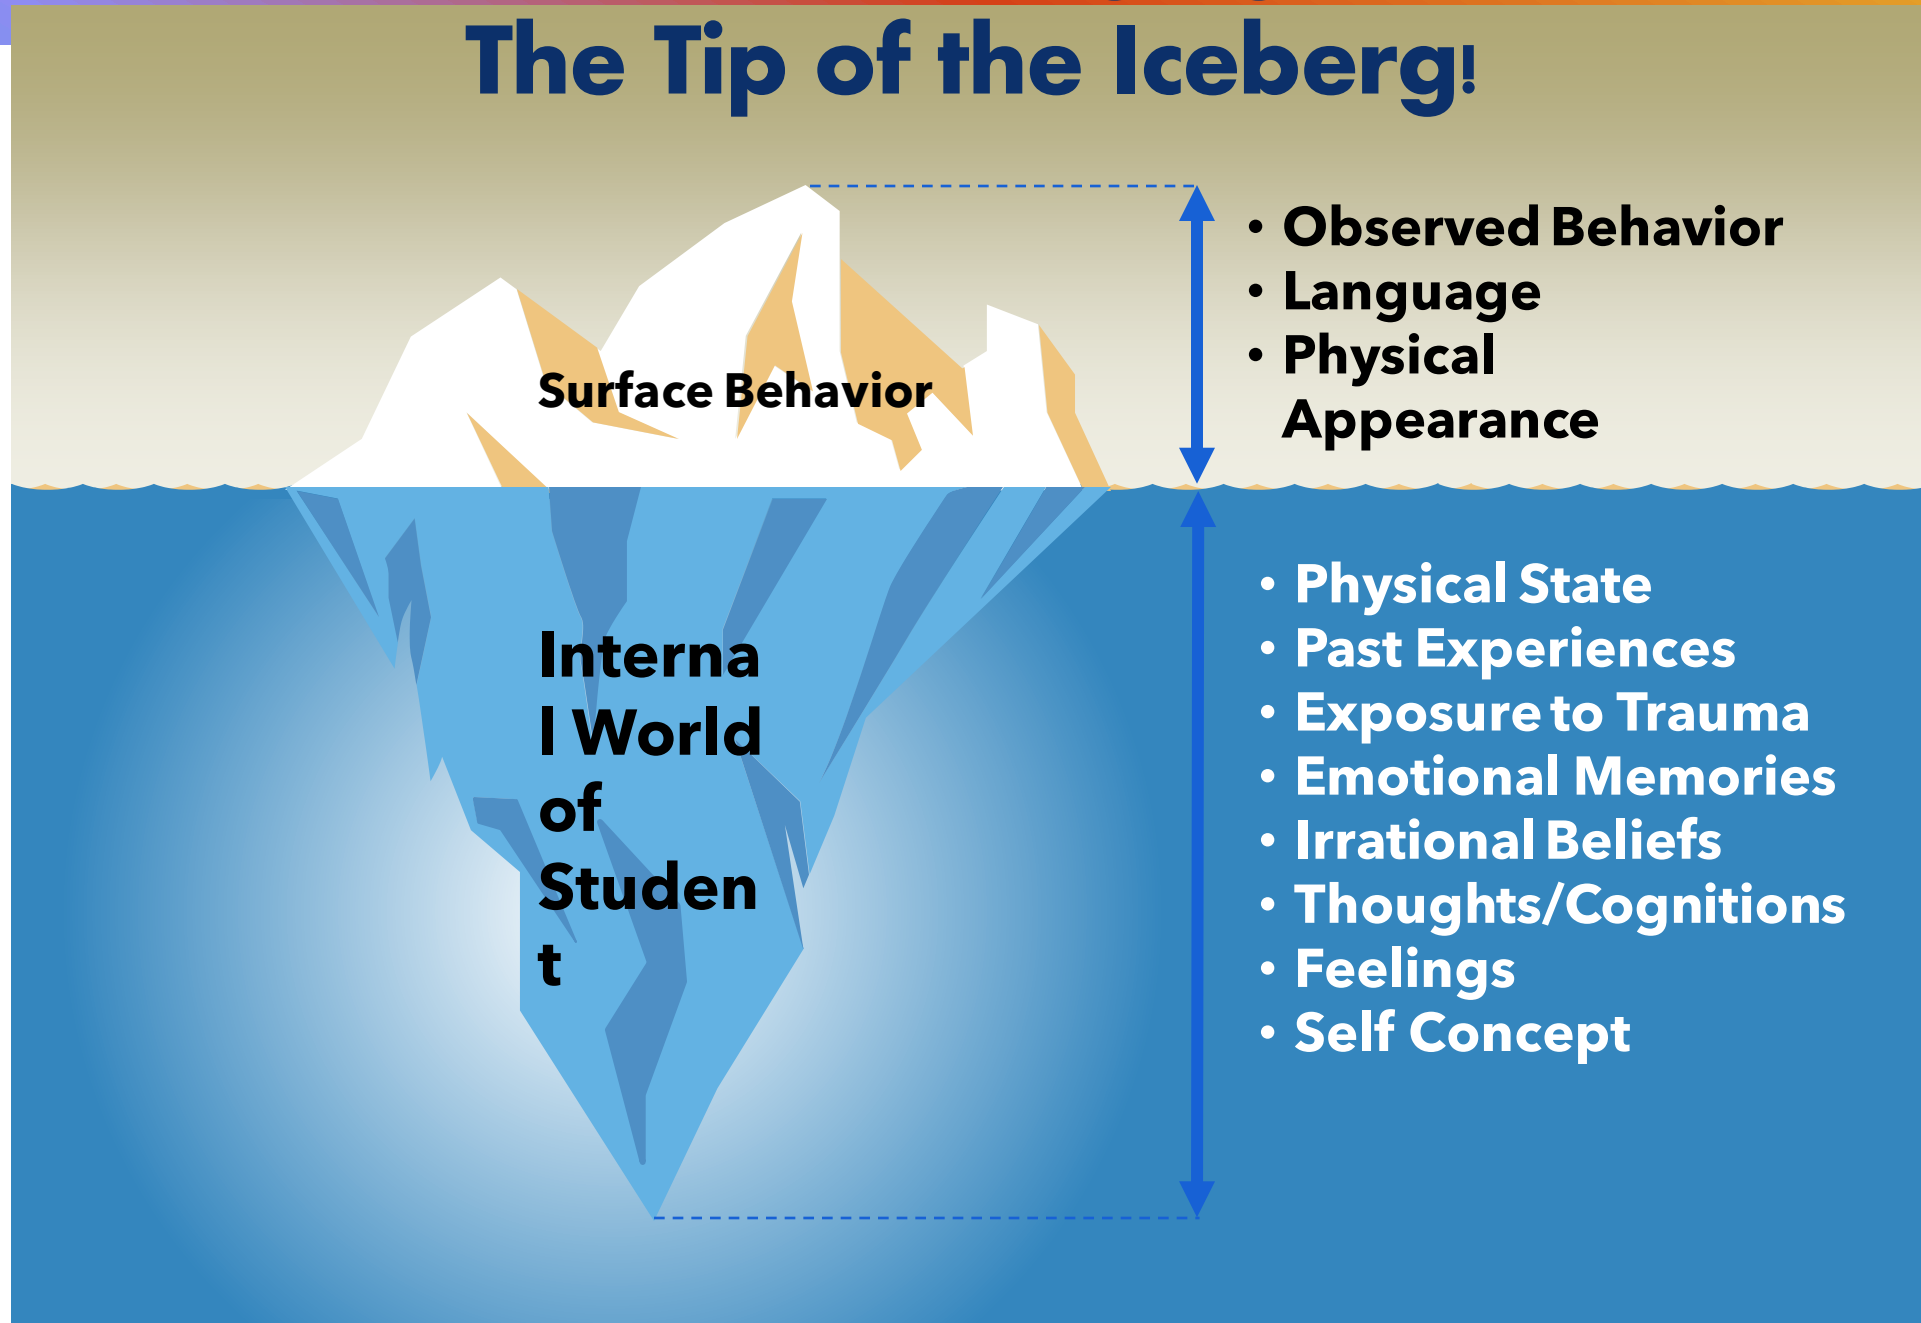 The Tip of the Iceberg!
• Observed Behavior
• Language
• Physical
Appearance
Surface Behavior
Interna
l World
of
Studen
t
• Physical State
• Past Experiences
• Exposure to Trauma
• Emotional Memories
• Irrational Beliefs
• Thoughts/Cognitions
• Feelings
• Self Concept